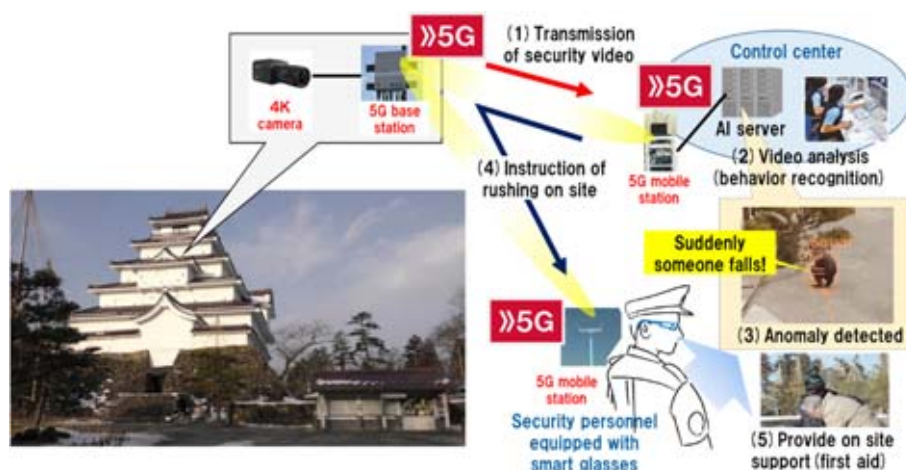 »5G
(1) Transmission
of security video
4K
camera
5G base
station
Control center
»5G
AI server
(2) Video analysis
(behavior recognition)
5G mobile
station
(4) Instruction of
rushing on site
Suddenly
someone falls!
(3) Anomaly detected
»5G
5G mobile
station
Security personnel
equipped with
smart glasses
(5) Provide on site
support (first aid)